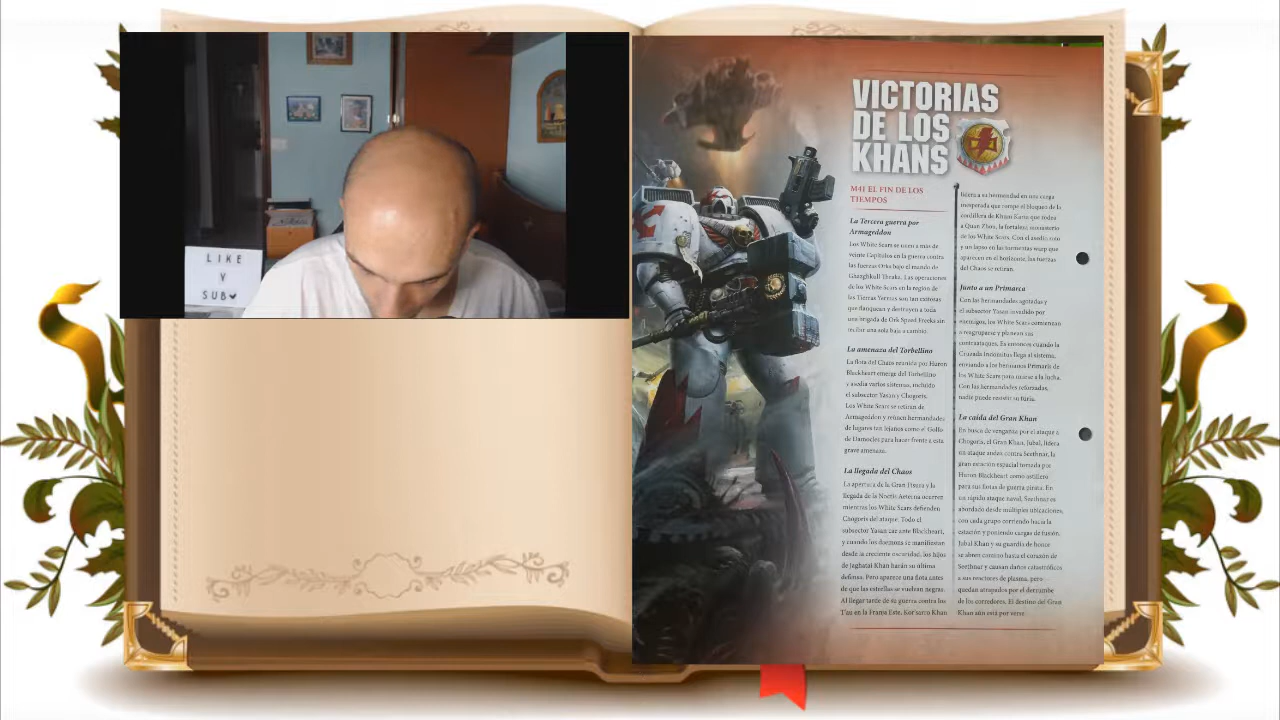 LIKE
Y
SUB
VICTORIAS
DE LOS
KHANS
M41 EL FIN DE LOS
TIEMPOS
La Tercera guerra por
Armageddon
Los White Scars se unen a más de
veinte Capítulos en la guerra contra
las fuerzas Orko bajo el mando de
Ghazghkull Thraka. Las operaciones
de los White Scars en la región de
las Tierras Yermas son tan exitosas
que flanquean y destruyen a toda
una brigada de Ork Speed Freeks sin
recibir una sola baja a cambio.
La amenaza del Torbellino
La flota del Chaos reunida por Huron
Blackheart emerge del Torbellino
y asedia varios sistemas, incluido
el subsector Yasan y Chogoris.
Los White Scars se retiran de
Armageddon y reúnen hermandades
de lugares tan lejanos como el Golfo
de Damocles para hacer frente a esta
grave amenaza.
La llegada del Chaos
La apertura de la Gran Fisura y la
llegada de la Noctis Aeterna ocurren
mientras los White Scars defienden
Chogoris del ataque. Todo el
subsector Yasan cae ante Blackheart,
y cuando los daemons se manifiestan
desde la creciente oscuridad, los hijos
de Jaghatai Khan harán su última
defensa. Pero aparece una flota antes
de que las estrellas se vuelvan negras.
Al llegar tarde de su guerra contra los
T'au en la Franja Este, Kor'sarro Khan
lidera a su hermandad en una carga
inesperada que rompe el bloqueo de la
cordillera de Khum Karta que rodea
a Quan Zhou, la fortaleza monasterio
de los White Scars. Con el asedio roto
y un lapso en las tormentas warp que
aparecen en el horizonte, las fuerzas
del Chaos se retiran.
Junto a un Primarca
Con las hermandades agotadas y
el subsector Yasan invadido por
enemigos, los White Scars comienzan
a reagruparse y planean sus
contraataques. Es entonces cuando la
Cruzada Indomitus llega al sistema,
enviando a los hermanos Primaris de
los White Scars para unirse a la lucha.
Con las hermandades reforzadas,
nadie puede resistir su furia.
La caída del Gran Khan
En busca de venganza por el ataque a
Chogoris, el Gran Khan, Jubal, lidera
un ataque audaz contra Seethnar, la
gran estación espacial tomada por
Huron Blackheart como astillero
para sus flotas de guerra pirata. En
un rápido ataque naval, Seethnar es
abordado desde múltiples ubicaciones,
con cada grupo corriendo hacia la
estación y poniendo cargas de fusión.
Jubal Khan y su guardia de honor
se abren camino hasta el corazón de
Seethnar y causan daños catastróficos
a sus reactores de plasma, pero
quedan atrapados por el derrumbe
de los corredores. El destino del Gran
Khan aún está por verse.